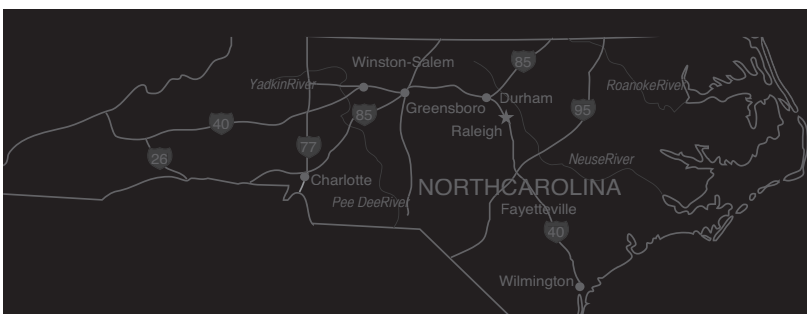 Winston-Salem
85
YadkinRiver
RoanokeRiver
Durham
Greensboro
95
85
40
Raleigh
77
26
NeuseRiver
Charlotte
NORTHCAROLINA
Pee DeeRiver
Fayetteville
40
Wilmington